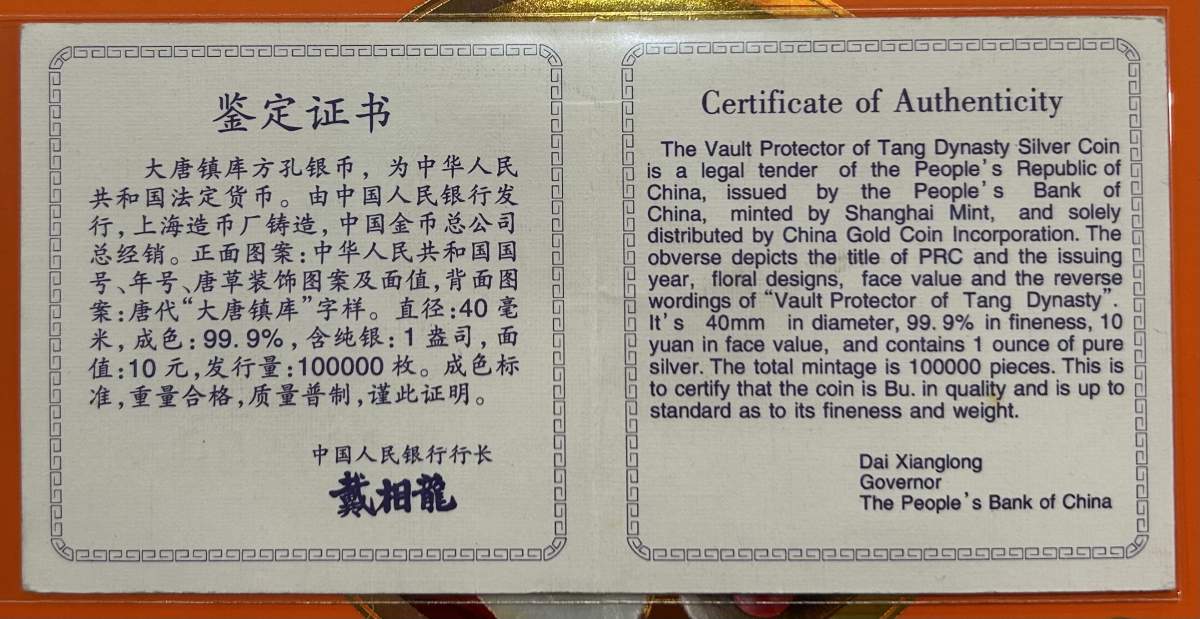 鉴定证书
大唐镇库方孔银币，为中华人民
共和国法定货币。由中国人民银行发
行，上海造币厂铸造，中国金币总公司
总经销。正面图案：中华人民共和国国
号、年号、唐草装饰图案及面值，背面图
案：唐代“大唐镇库”字样。直径：40毫
米，成色：99.9%，含纯银：1盎司，面
值：10元，发行量：100000枚。成色标
准，重量合格，质量普制，谨此证明。
中国人民银行行长
戴相龍
Certificate of Authenticity
The Vault Protector of Tang Dynasty Silver Coin
is a legal tender of the People's Republic of
China, issued by the People's Bank of
China, minted by Shanghai Mint, and solely
distributed by China Gold Coin Incorporation. The
obverse depicts the title of PRC and the issuing
year, floral designs, face value and the reverse
wordings of “Vault Protector of Tang Dynasty”.
It's 40mm in diameter, 99.9% in fineness, 10
yuan in face value, and contains 1 ounce of pure
silver. The total mintage is 100000 pieces. This is
to certify that the coin is Bu. in quality and is up to
standard as to its fineness and weight.
Dai Xianglong
Governor
The People's Bank of China